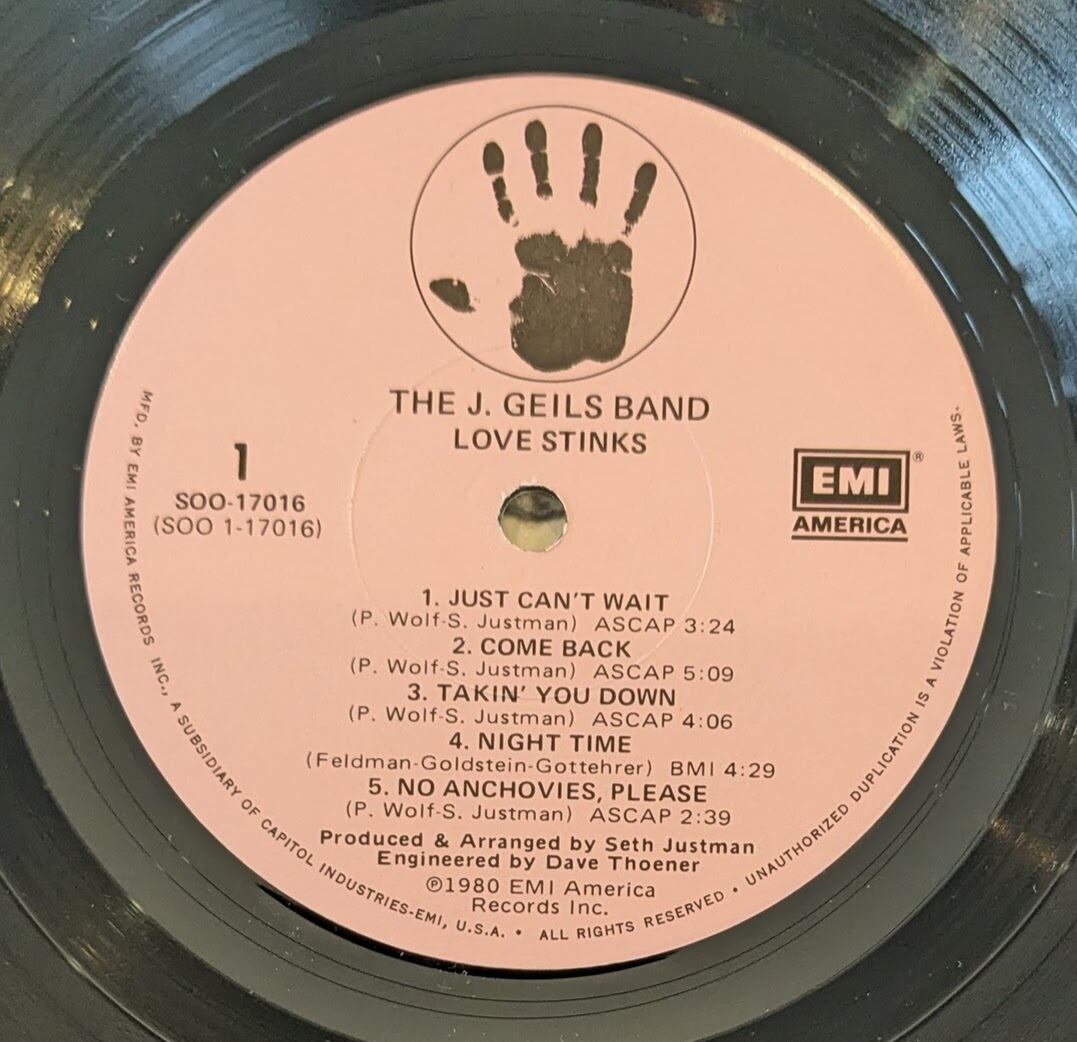 THE J. GEILS BAND
LOVE STINKS
1
SOO-17016
(SOO 1-17016)
EMI®
AMERICA
1. JUST CAN'T WAIT
(P. Wolf-S. Justman) ASCAP 3:24
2. COME BACK
(P. Wolf-S. Justman) ASCAP 5:09
3. TAKIN' YOU DOWN
(P. Wolf-S. Justman) ASCAP 4:06
4. NIGHT TIME
(Feldman-Goldstein-Gottehrer) BMI 4:29
5. NO ANCHOVIES, PLEASE
(P. Wolf-S. Justman) ASCAP 2:39
Produced & Arranged by Seth Justman
Engineered by Dave Thoener
℗1980 EMI America
Records Inc.
MFD. BY EMI AMERICA RECORDS INC., A SUBSIDIARY OF CAPITOL INDUSTRIES-EMI, U.S.A. • ALL RIGHTS RESERVED • UNAUTHORIZED DUPLICATION IS A VIOLATION OF APPLICABLE LAWS.